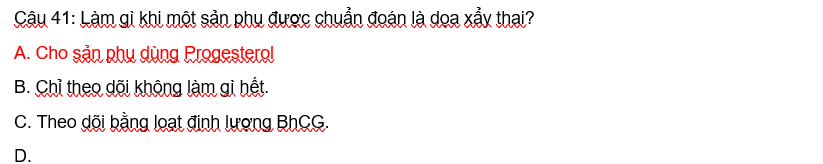 Câu 41: Làm gì khi một sản phụ được chuẩn đoán là dọa xẩy thai?
A. Cho sản phụ dùng Progesterol
B. Chỉ theo dõi không làm gì hết.
C. Theo dõi bằng loạt định lượng BhCG.
D.